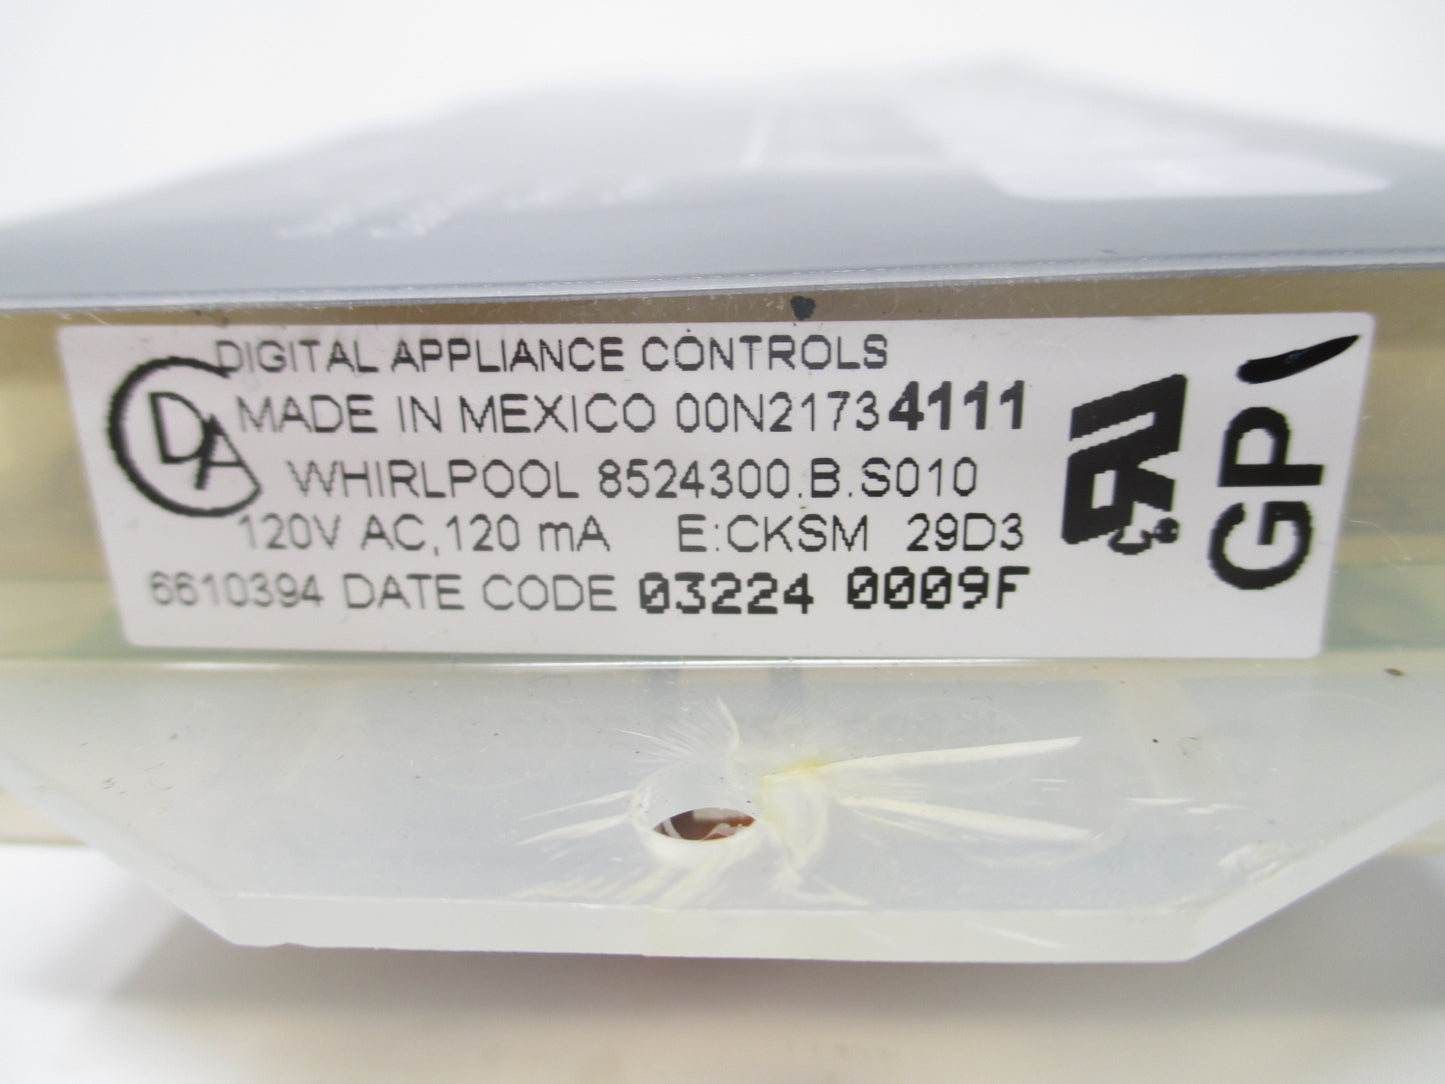 DIGITAL APPLIANCE CONTROLS
DA
MADE IN MEXICO 00N21734111
WHIRLPOOL 8524300.B.S010
120V AC, 120 mA E:CKSM 29D3
6610394 DATE CODE 03224 0009F
GP